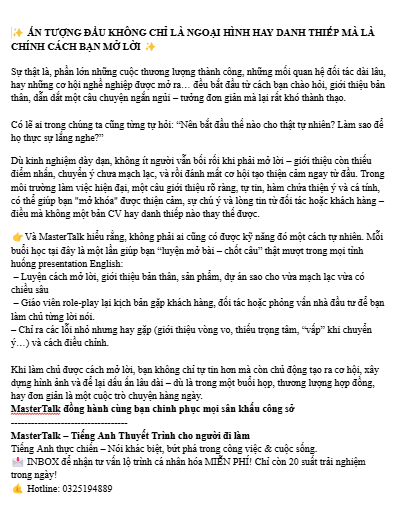 ✨ ẤN TƯỢNG ĐẦU KHÔNG CHỈ LÀ NGOẠI HÌNH HAY DANH THIẾP MÀ LÀ
CHÍNH CÁCH BẠN MỞ LỜI ✨
Sự thật là, phần lớn những cuộc thương lượng thành công, những mối quan hệ đối tác dài lâu,
hay những cơ hội nghề nghiệp được mở ra… đều bắt đầu từ cách bạn chào hỏi, giới thiệu bản
thân, dẫn dắt một câu chuyện ngắn ngủi – tưởng đơn giản mà lại rất khó thành thạo.
Có lẽ ai trong chúng ta cũng từng tự hỏi: “Nên bắt đầu thế nào cho thật tự nhiên? Làm sao để
họ thực sự lắng nghe?”
Dù kinh nghiệm dày dạn, không ít người vẫn bối rối khi phải mở lời – giới thiệu còn thiếu
điểm nhấn, chuyển ý chưa mạch lạc, và rồi đánh mất cơ hội tạo thiện cảm ngay từ đầu. Trong
môi trường làm việc hiện đại, một câu giới thiệu rõ ràng, tự tin, hàm chứa thiện ý và cá tính,
có thể giúp bạn "mở khóa" được thiện cảm, sự chú ý và lòng tin từ đối tác hoặc khách hàng –
điều mà không một bản CV hay danh thiếp nào thay thế được.
👉 Và MasterTalk hiểu rằng, không phải ai cũng có được kỹ năng đó một cách tự nhiên. Mỗi
buổi học tại đây là một lần giúp bạn “luyện mở bài – chốt câu” thật mượt trong mọi tình
huống presentation English:
– Luyện cách mở lời, giới thiệu bản thân, sản phẩm, dự án sao cho vừa mạch lạc vừa có
chiều sâu
– Giáo viên role-play lại kịch bản gặp khách hàng, đối tác hoặc phỏng vấn nhà đầu tư để bạn
làm chủ từng lời nói.
– Chỉ ra các lỗi nhỏ nhưng hay gặp (giới thiệu vòng vo, thiếu trọng tâm, “vấp” khi chuyển
ý…) và cách điều chỉnh.
Khi làm chủ được cách mở lời, bạn không chỉ tự tin hơn mà còn chủ động tạo ra cơ hội, xây
dựng hình ảnh và để lại dấu ấn lâu dài – dù là trong một buổi họp, thương lượng hợp đồng,
hay đơn giản là một cuộc trò chuyện hàng ngày.
MasterTalk đồng hành cùng bạn chinh phục mọi sân khấu công sở
----------------------------------
MasterTalk – Tiếng Anh Thuyết Trình cho người đi làm
Tiếng Anh thực chiến – Nói khác biệt, bứt phá trong công việc & cuộc sống.
📩 INBOX để nhận tư vấn lộ trình cá nhân hóa MIỄN PHÍ! Chỉ còn 20 suất trải nghiệm
trong ngày!
🤙 Hotline: 0325194889